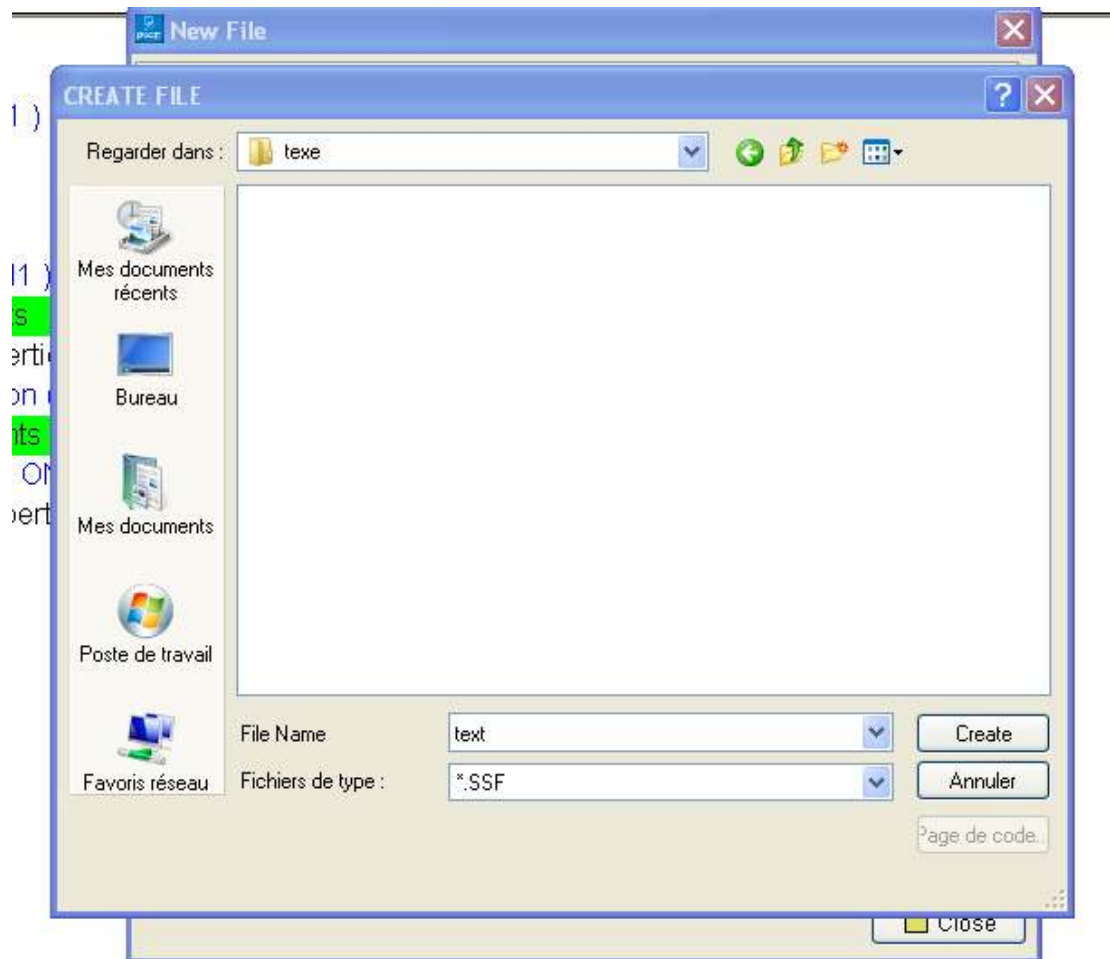 New File
CREATE FILE
1 )
Regarder dans :
texe
Mes documents
récents
Bureau
Mes documents
Poste de travail
Favoris réseau
File Name
text
Create
Fichiers de type :
*.SSF
Annuler
Page de code.
Close